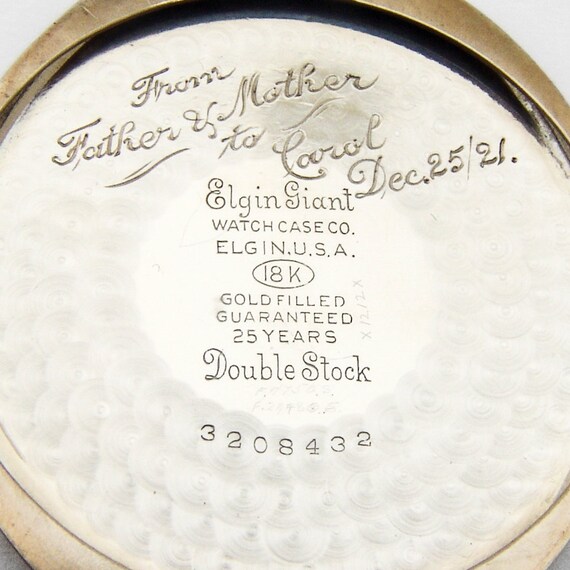 From
Father & Mother
to Carol
Dec. 25/21.
Elgin Giant
WATCH CASE CO.
ELGIN. U.S.A.
18K
GOLD FILLED
GUARANTEED
25 YEARS
Double Stock
3208432